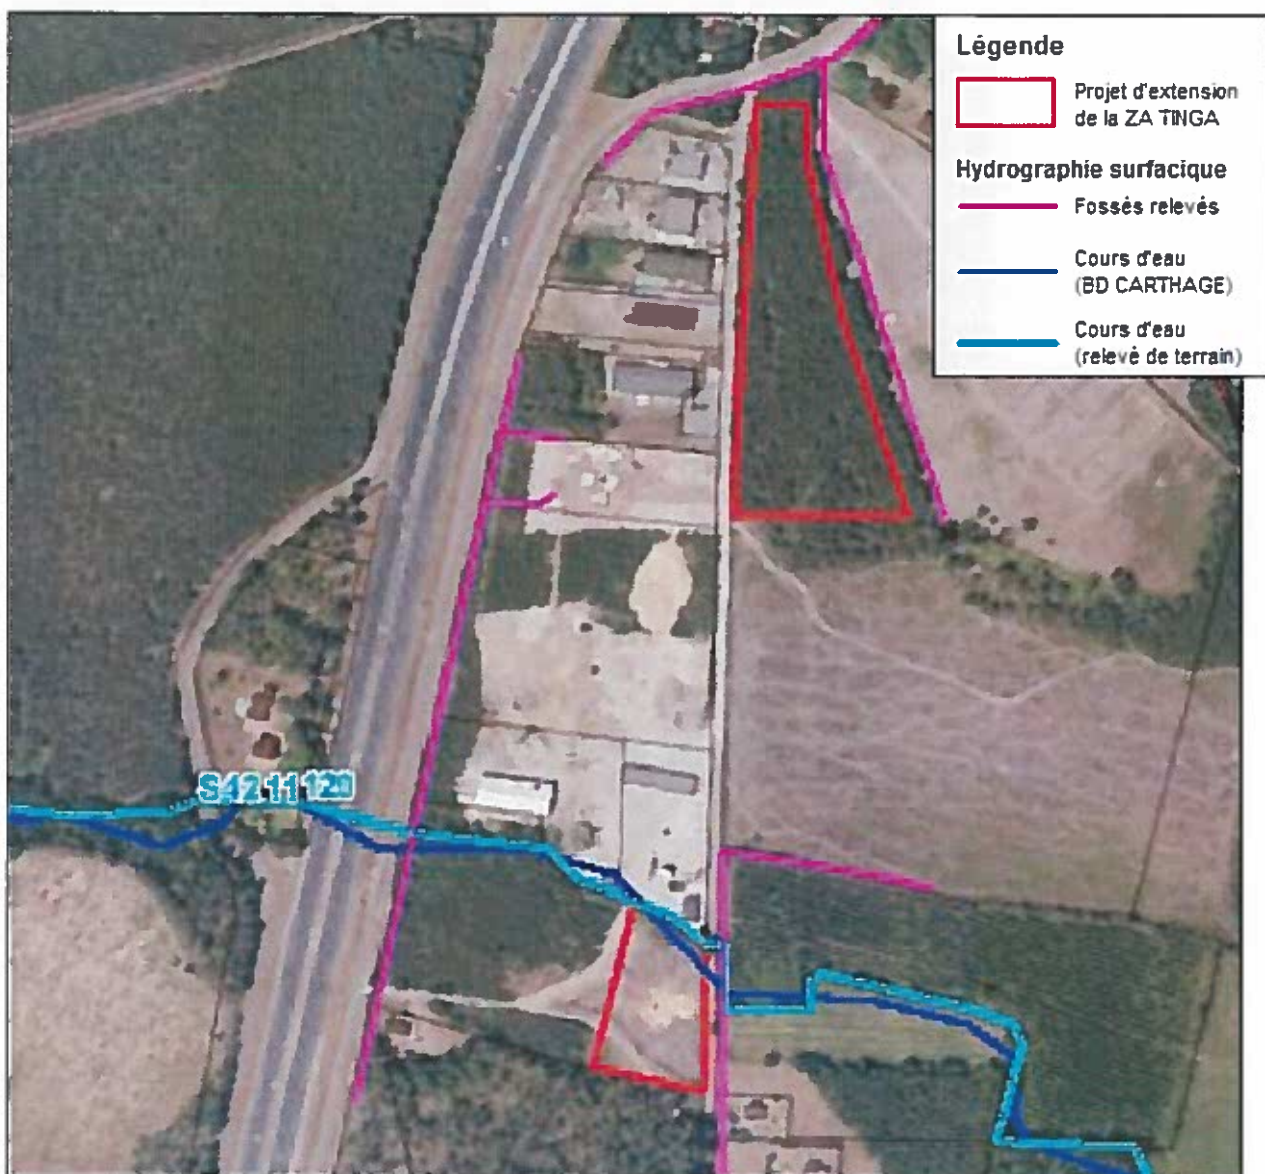 Légende
Projet d'extension
de la ZA TINGA
Hydrographie surfacique
Fossés relevés
Cours d'eau
(BD CARTHAGE)
Cours d'eau
(relevé de terrain)
S4211120